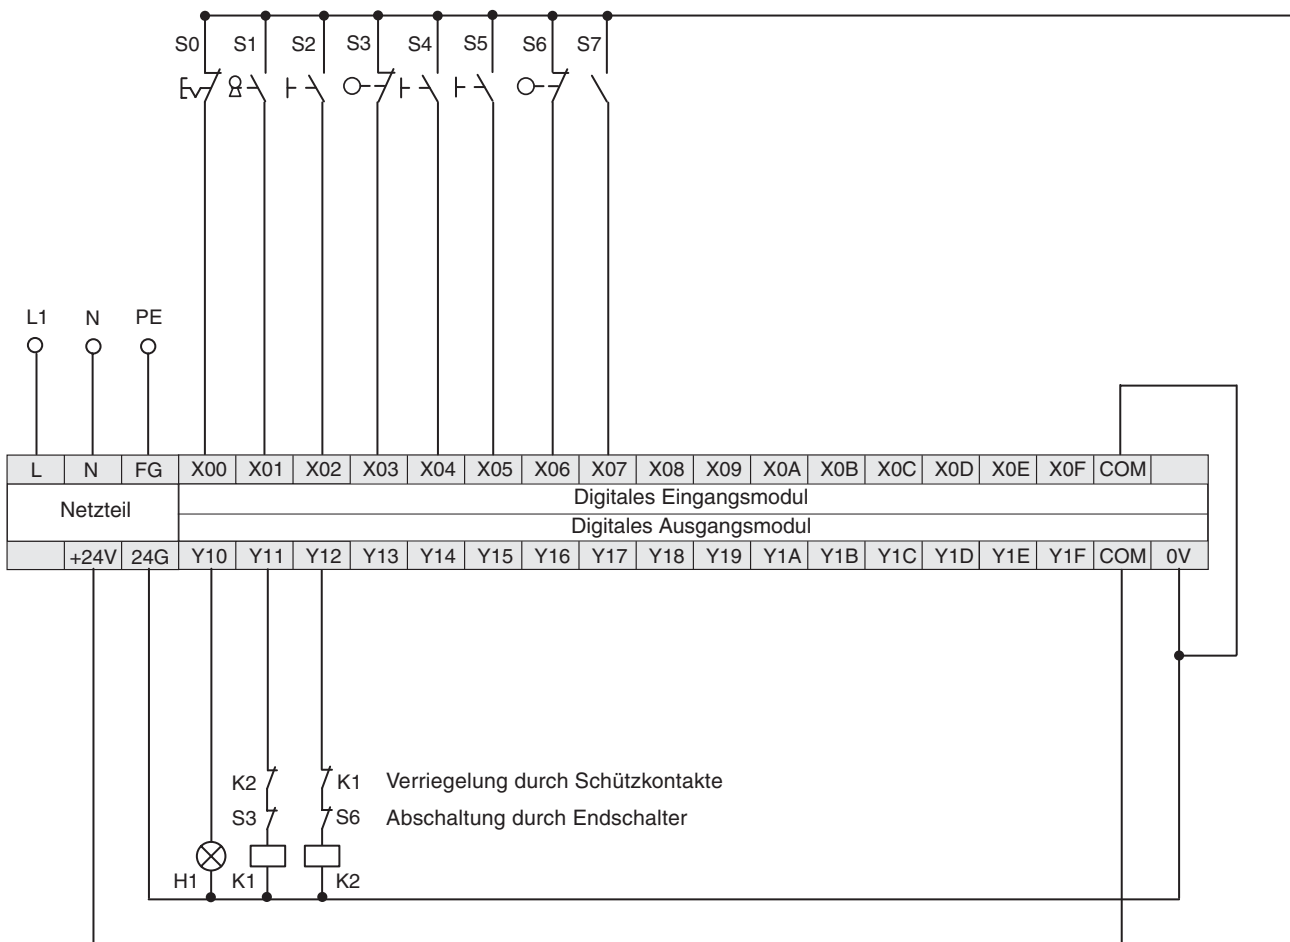 S0 S1 S2 S3 S4 S5 S6 S7
L1 N PE
L N FG X00 X01 X02 X03 X04 X05 X06 X07 X08 X09 X0A X0B X0C X0D X0E X0F COM
Netzteil
Digitales Eingangsmodul
Digitales Ausgangsmodul
+24V 24G Y10 Y11 Y12 Y13 Y14 Y15 Y16 Y17 Y18 Y19 Y1A Y1B Y1C Y1D Y1E Y1F COM 0V
K2 K1 Verriegelung durch Schützkontakte
S3 S6 Abschaltung durch Endschalter
H1 K1 K2